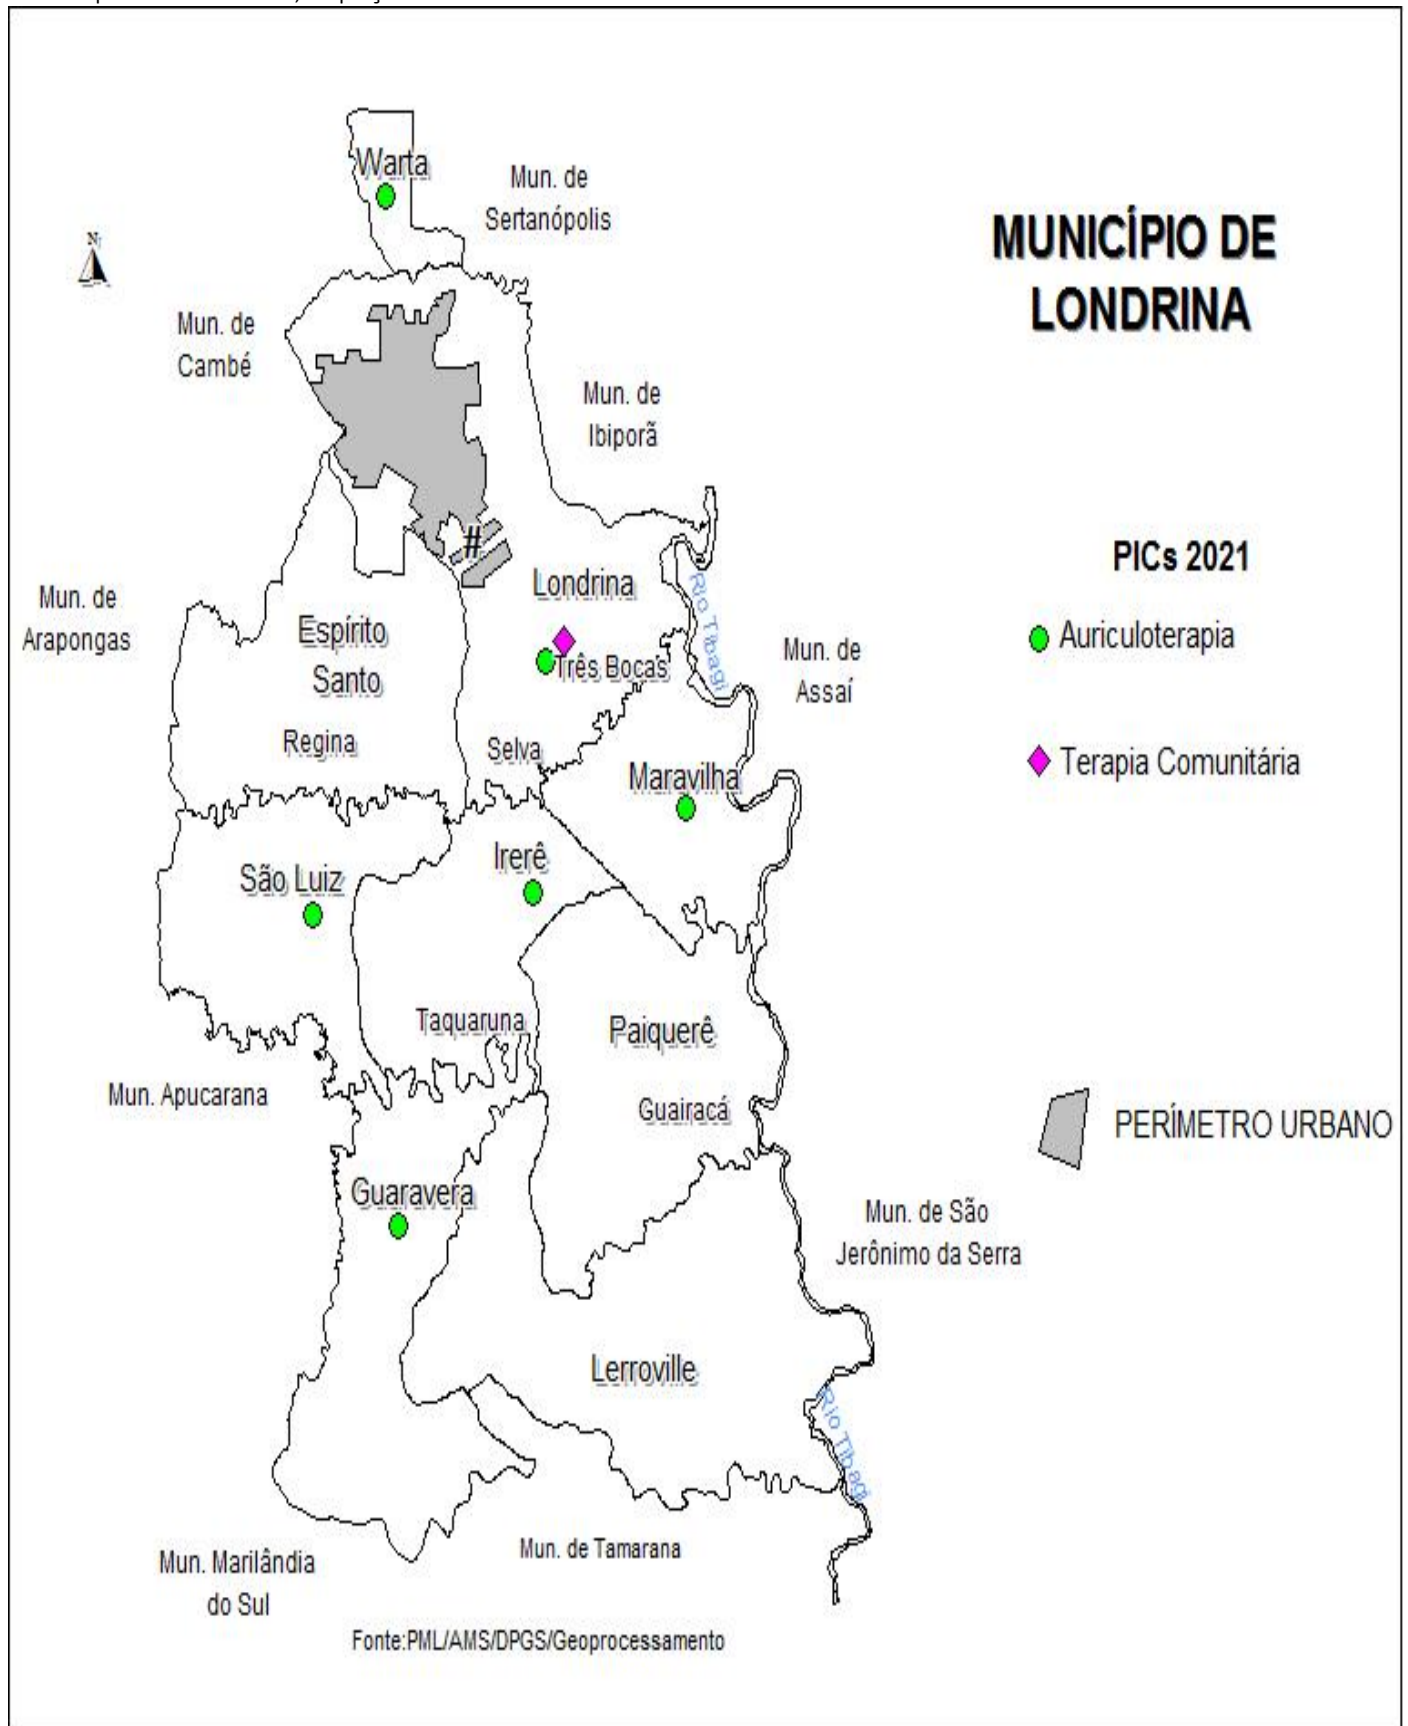 Warta
Mun. de
Sertanópolis
MUNICÍPIO DE
LONDRINA
N
Mun. de
Cambé
Mun. de
Ibiporã
#
PICs 2021
Londrina
Rio Tibagi
Mun. de
Arapongas
Espírito
Santo
Auriculoterapia
Três Bocas
Mun. de
Assaí
Regina
Selva
Maravilha
Terapia Comunitária
Irerê
São Luiz
Taquaruna
Paiquerê
Mun. Apucarana
Guairacá
PERÍMETRO URBANO
Guaravera
Mun. de São
Jerônimo da Serra
Lerroville
Rio Tibagi
Mun. Marilândia
do Sul
Mun. de Tamarana
Fonte:PML/AMS/DPGS/Geoprocessamento